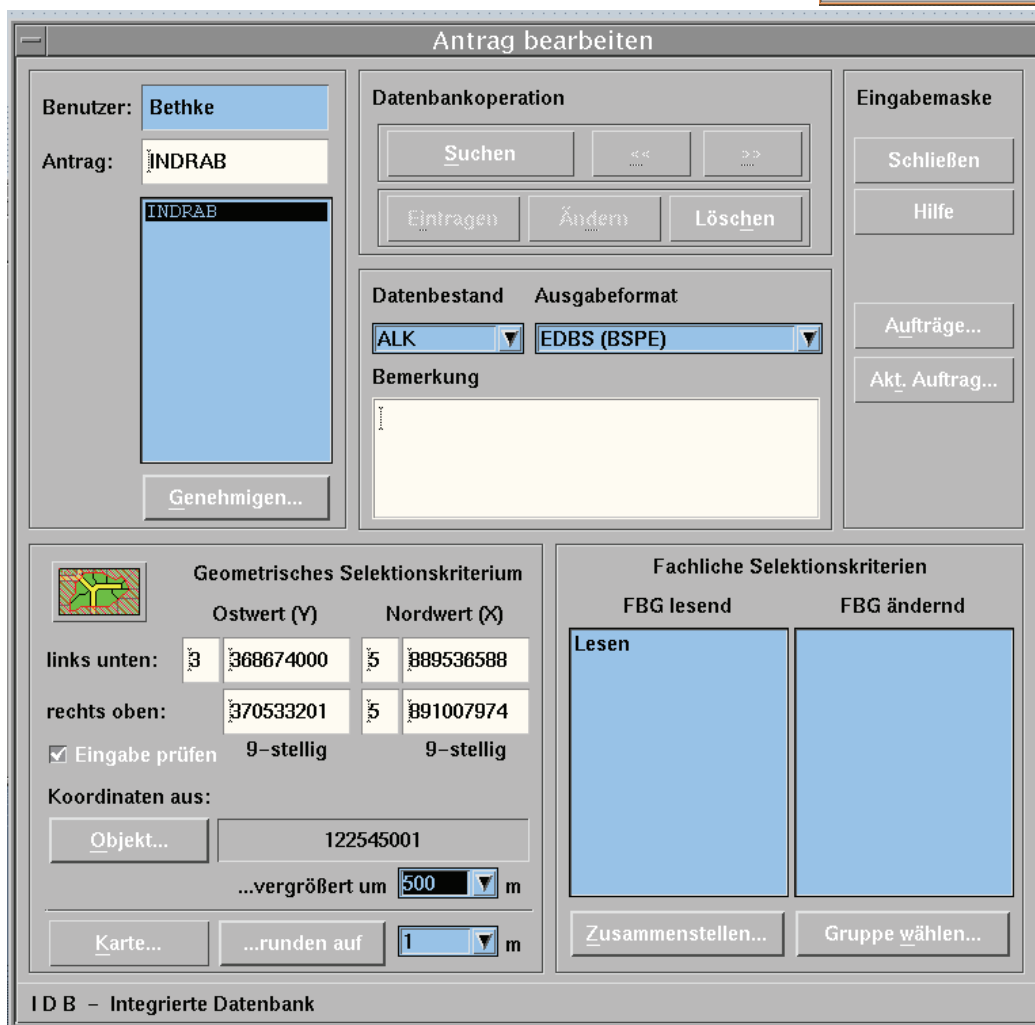 Antrag bearbeiten
Benutzer: Bethke
Antrag: INDRAB
INDRAB
Genehmigen...
Datenbankoperation
Suchen << >>
Eintragen Ändern Löschen
Datenbestand Ausgabeformat
ALK EDBS (BSPE)
Bemerkung
Eingabemaske
Schließen
Hilfe
Aufträge...
Akt. Auftrag...
Geometrisches Selektionskriterium
Ostwert (Y) Nordwert (X)
links unten: 3 368674000 5 889536588
rechts oben: 370533201 5 891007974
Eingabe prüfen 9-stellig 9-stellig
Koordinaten aus:
Objekt... 122545001
...vergrößert um 500 m
Karte... ...runden auf 1 m
Fachliche Selektionskriterien
FBG lesend FBG ändernd
Lesen
Zusammenstellen... Gruppe wählen...
I D B - Integrierte Datenbank